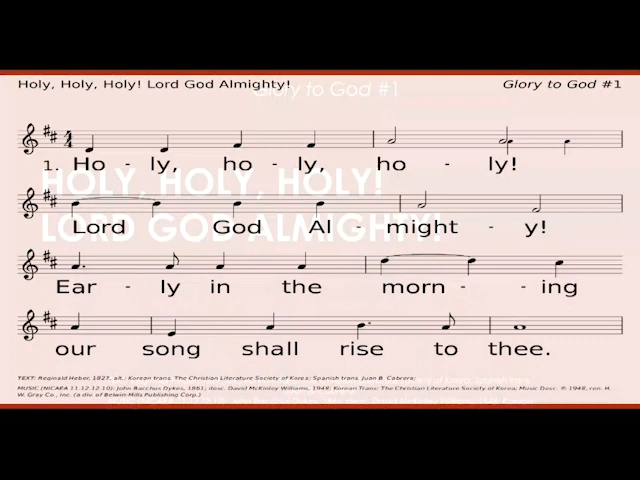 Holy, Holy, Holy! Lord God Almighty!
Glory to God #1
Glory to God #1
1. Ho - ly, ho - ly, ho - ly!
HOLY, HOLY, HOLY!
Lord God Al - might - y!
LORD GOD ALMIGHTY!
Ear - ly in the morn - - ing
our song shall rise to thee.
TEXT: Reginald Heber, 1827, alt.; Korean trans. The Christian Literature Society of Korea; Spanish trans. Juan B. Cabrera;
MUSIC (NICAEA 11.12.12.10): John Bacchus Dykes, 1861; desc. David McKinley Williams, 1948; Korean Trans: The Christian Literature Society of Korea; Music Desc. © 1948, ren. H.
W. Gray Co., Inc. (a div. of Belwin-Mills Publishing Corp.)